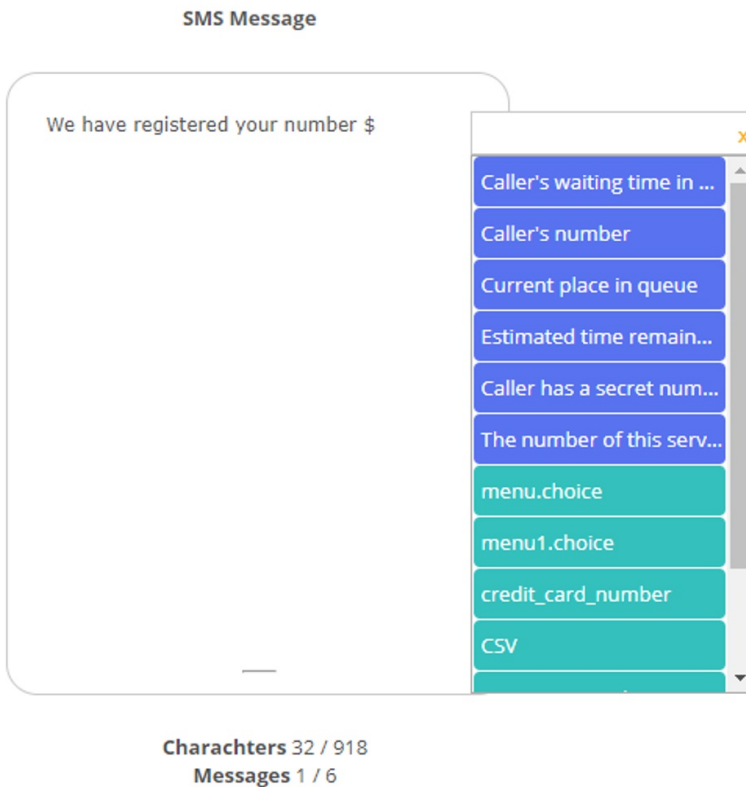 SMS Message
We have registered your number $
x
Caller's waiting time in ...
Caller's number
Current place in queue
Estimated time remain...
Caller has a secret num...
The number of this serv...
menu.choice
menu1.choice
credit_card_number
CSV
Charachters 32 / 918
Messages 1 / 6